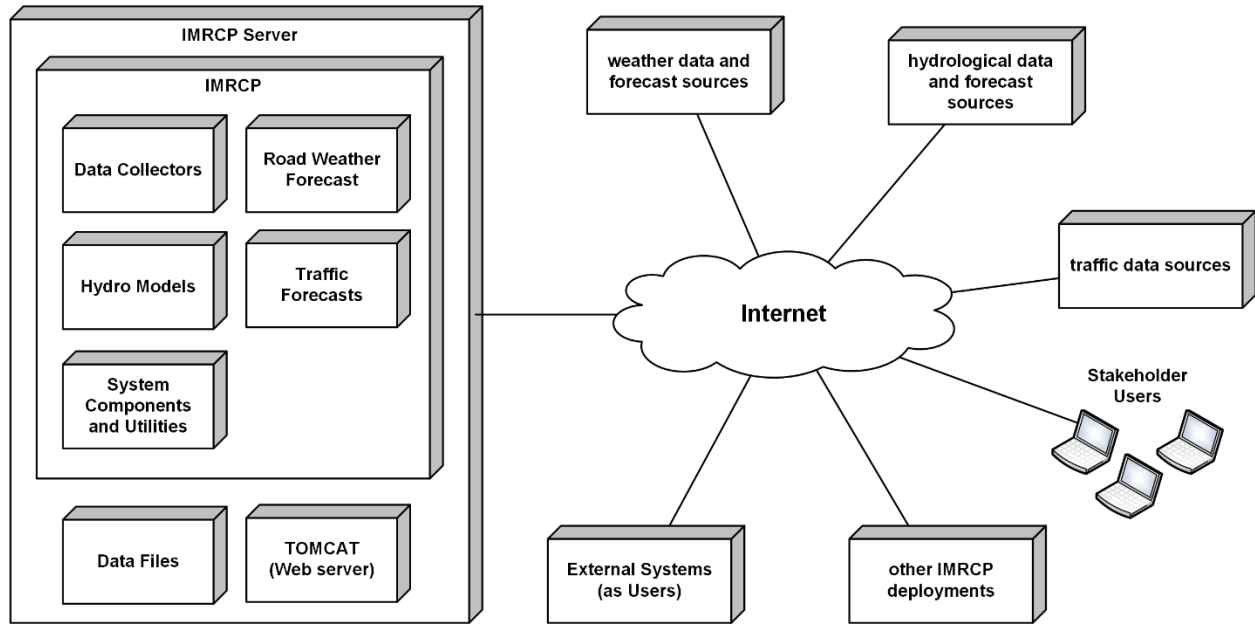 IMRCP Server
IMRCP
Data Collectors
Road Weather
Forecast
Hydro Models
Traffic
Forecasts
System
Components
and Utilities
Data Files
TOMCAT
(Web server)
weather data and
forecast sources
hydrological data
and forecast
sources
traffic data sources
Internet
Stakeholder
Users
External Systems
(as Users)
other IMRCP
deployments